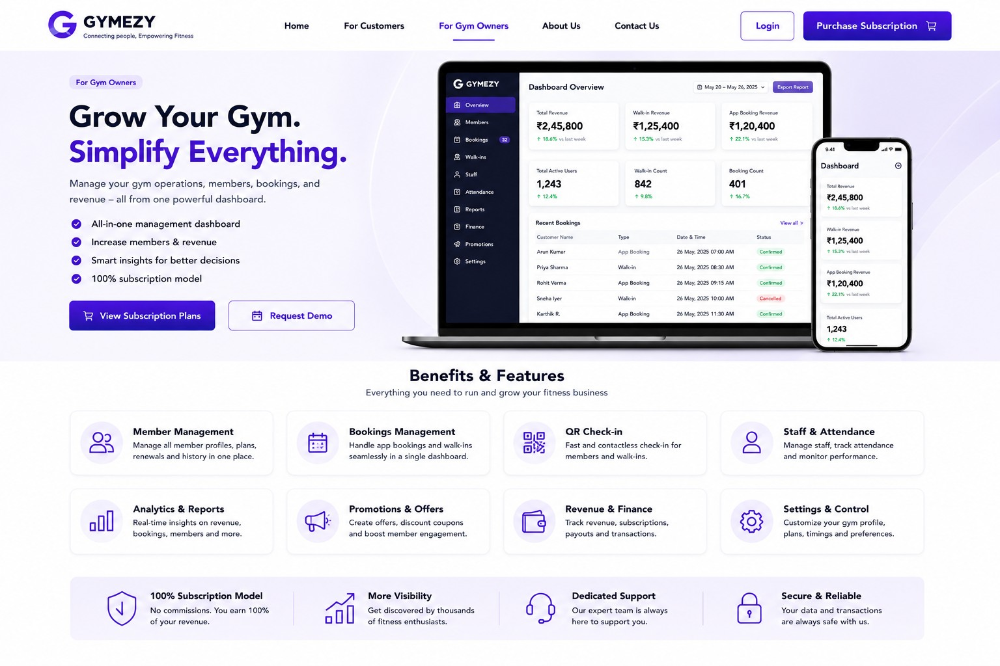 GYMEZY
Connecting people, Empowering Fitness
Home
For Customers
For Gym Owners
About Us
Contact Us
Login
Purchase Subscription
For Gym Owners
Grow Your Gym.
Simplify Everything.
Manage your gym operations, members, bookings, and
revenue – all from one powerful dashboard.
All-in-one management dashboard
Increase members & revenue
Smart insights for better decisions
100% subscription model
View Subscription Plans
Request Demo
GYMEZY
Overview
Members
Bookings 32
Walk-ins
Staff
Attendance
Reports
Finance
Promotions
Settings
Dashboard Overview
May 20 – May 26, 2025
Export Report
Total Revenue
₹2,45,800
↑ 18.6% vs last week
Walk-in Revenue
₹1,25,400
↑ 15.3% vs last week
App Booking Revenue
₹1,20,400
↑ 22.1% vs last week
Total Active Users
1,243
↑ 12.4%
Walk-in Count
842
↑ 9.8%
Booking Count
401
↑ 16.7%
Recent Bookings
View all >
Customer Name Type Date & Time Status
Arun Kumar App Booking 26 May, 2025 07:00 AM Confirmed
Priya Sharma Walk-in 26 May, 2025 08:30 AM Confirmed
Rohit Verma App Booking 26 May, 2025 09:15 AM Confirmed
Sneha Iyer Walk-in 26 May, 2025 10:00 AM Cancelled
Karthik R. App Booking 26 May, 2025 11:30 AM Confirmed
9.41
Dashboard
Total Revenue
₹2,45,800
↑ 18.6% vs last week
Walk-in Revenue
₹1,25,400
↑ 15.3% vs last week
App Booking Revenue
₹1,20,400
↑ 22.1% vs last week
Total Active Users
1,243
↑ 12.4%
Benefits & Features
Everything you need to run and grow your fitness business
Member Management
Manage all member profiles, plans,
renewals and history in one place.
Bookings Management
Handle app bookings and walk-ins
seamlessly in a single dashboard.
QR Check-in
Fast and contactless check-in for
members and walk-ins.
Staff & Attendance
Manage staff, track attendance
and monitor performance.
Analytics & Reports
Real-time insights on revenue,
bookings, members and more.
Promotions & Offers
Create offers, discount coupons
and boost member engagement.
Revenue & Finance
Track revenue, subscriptions,
payouts and transactions.
Settings & Control
Customize your gym profile,
plans, timings and preferences.
100% Subscription Model
No commissions. You earn 100%
of your revenue.
More Visibility
Get discovered by thousands
of fitness enthusiasts.
Dedicated Support
Our expert team is always
here to support you.
Secure & Reliable
Your data and transactions
are always safe with us.